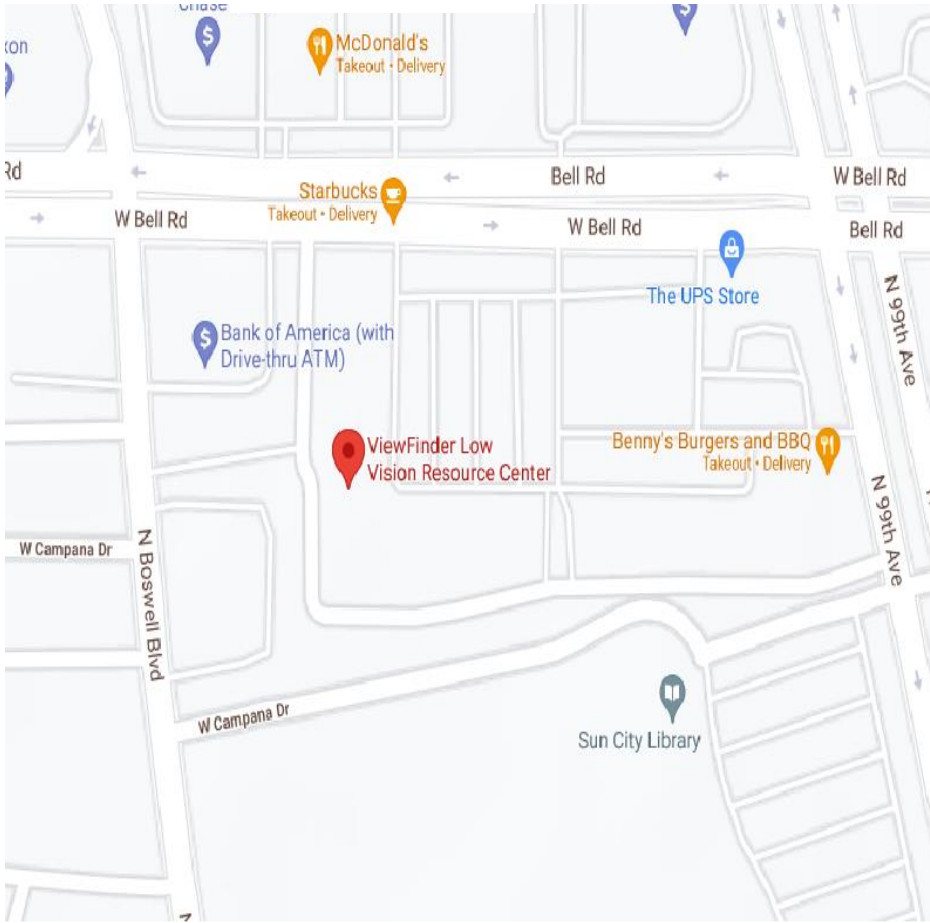 Chase
McDonald's
Takeout • Delivery
Rd
Bell Rd
W Bell Rd
Starbucks
Takeout • Delivery
W Bell Rd
W Bell Rd
Bell Rd
The UPS Store
N 99th Ave
Bank of America (with
Drive-thru ATM)
ViewFinder Low
Vision Resource Center
Benny's Burgers and BBQ
Takeout • Delivery
N 99th Ave
W Campana Dr
N Boswell Blvd
W Campana Dr
Sun City Library
N